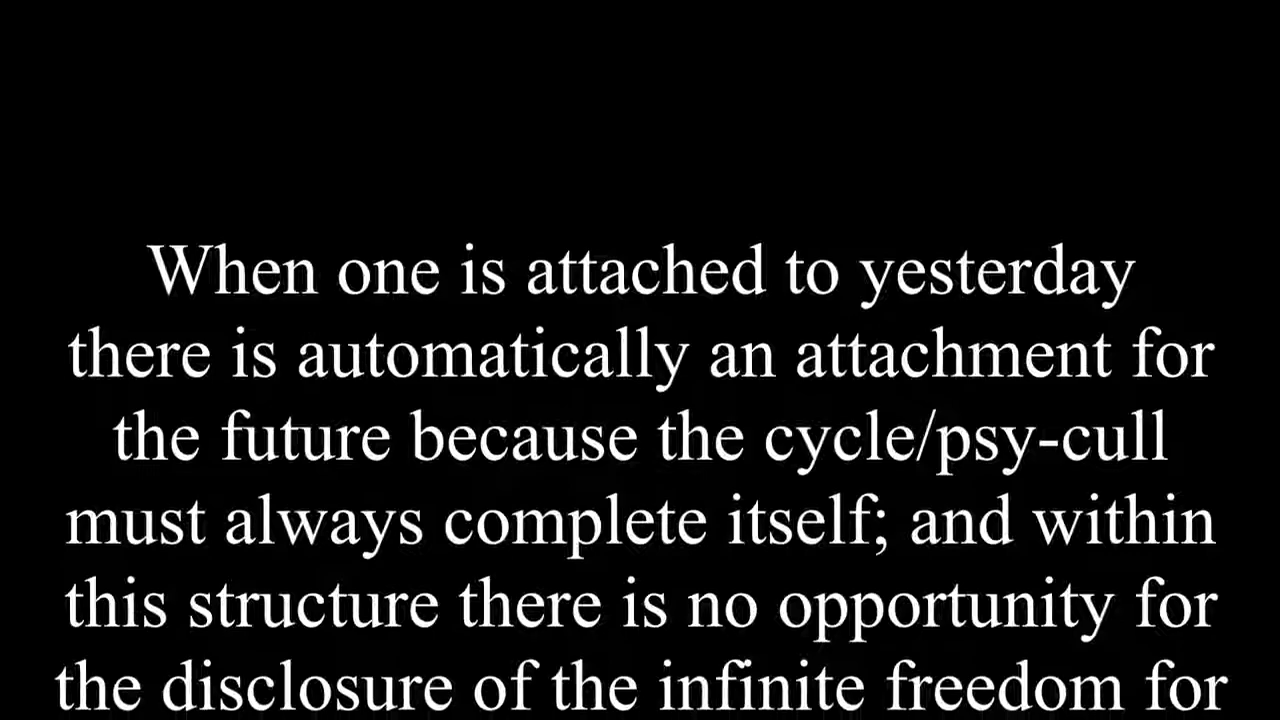 When one is attached to yesterday
there is automatically an attachment for
the future because the cycle/psy-cull
must always complete itself; and within
this structure there is no opportunity for
the disclosure of the infinite freedom for